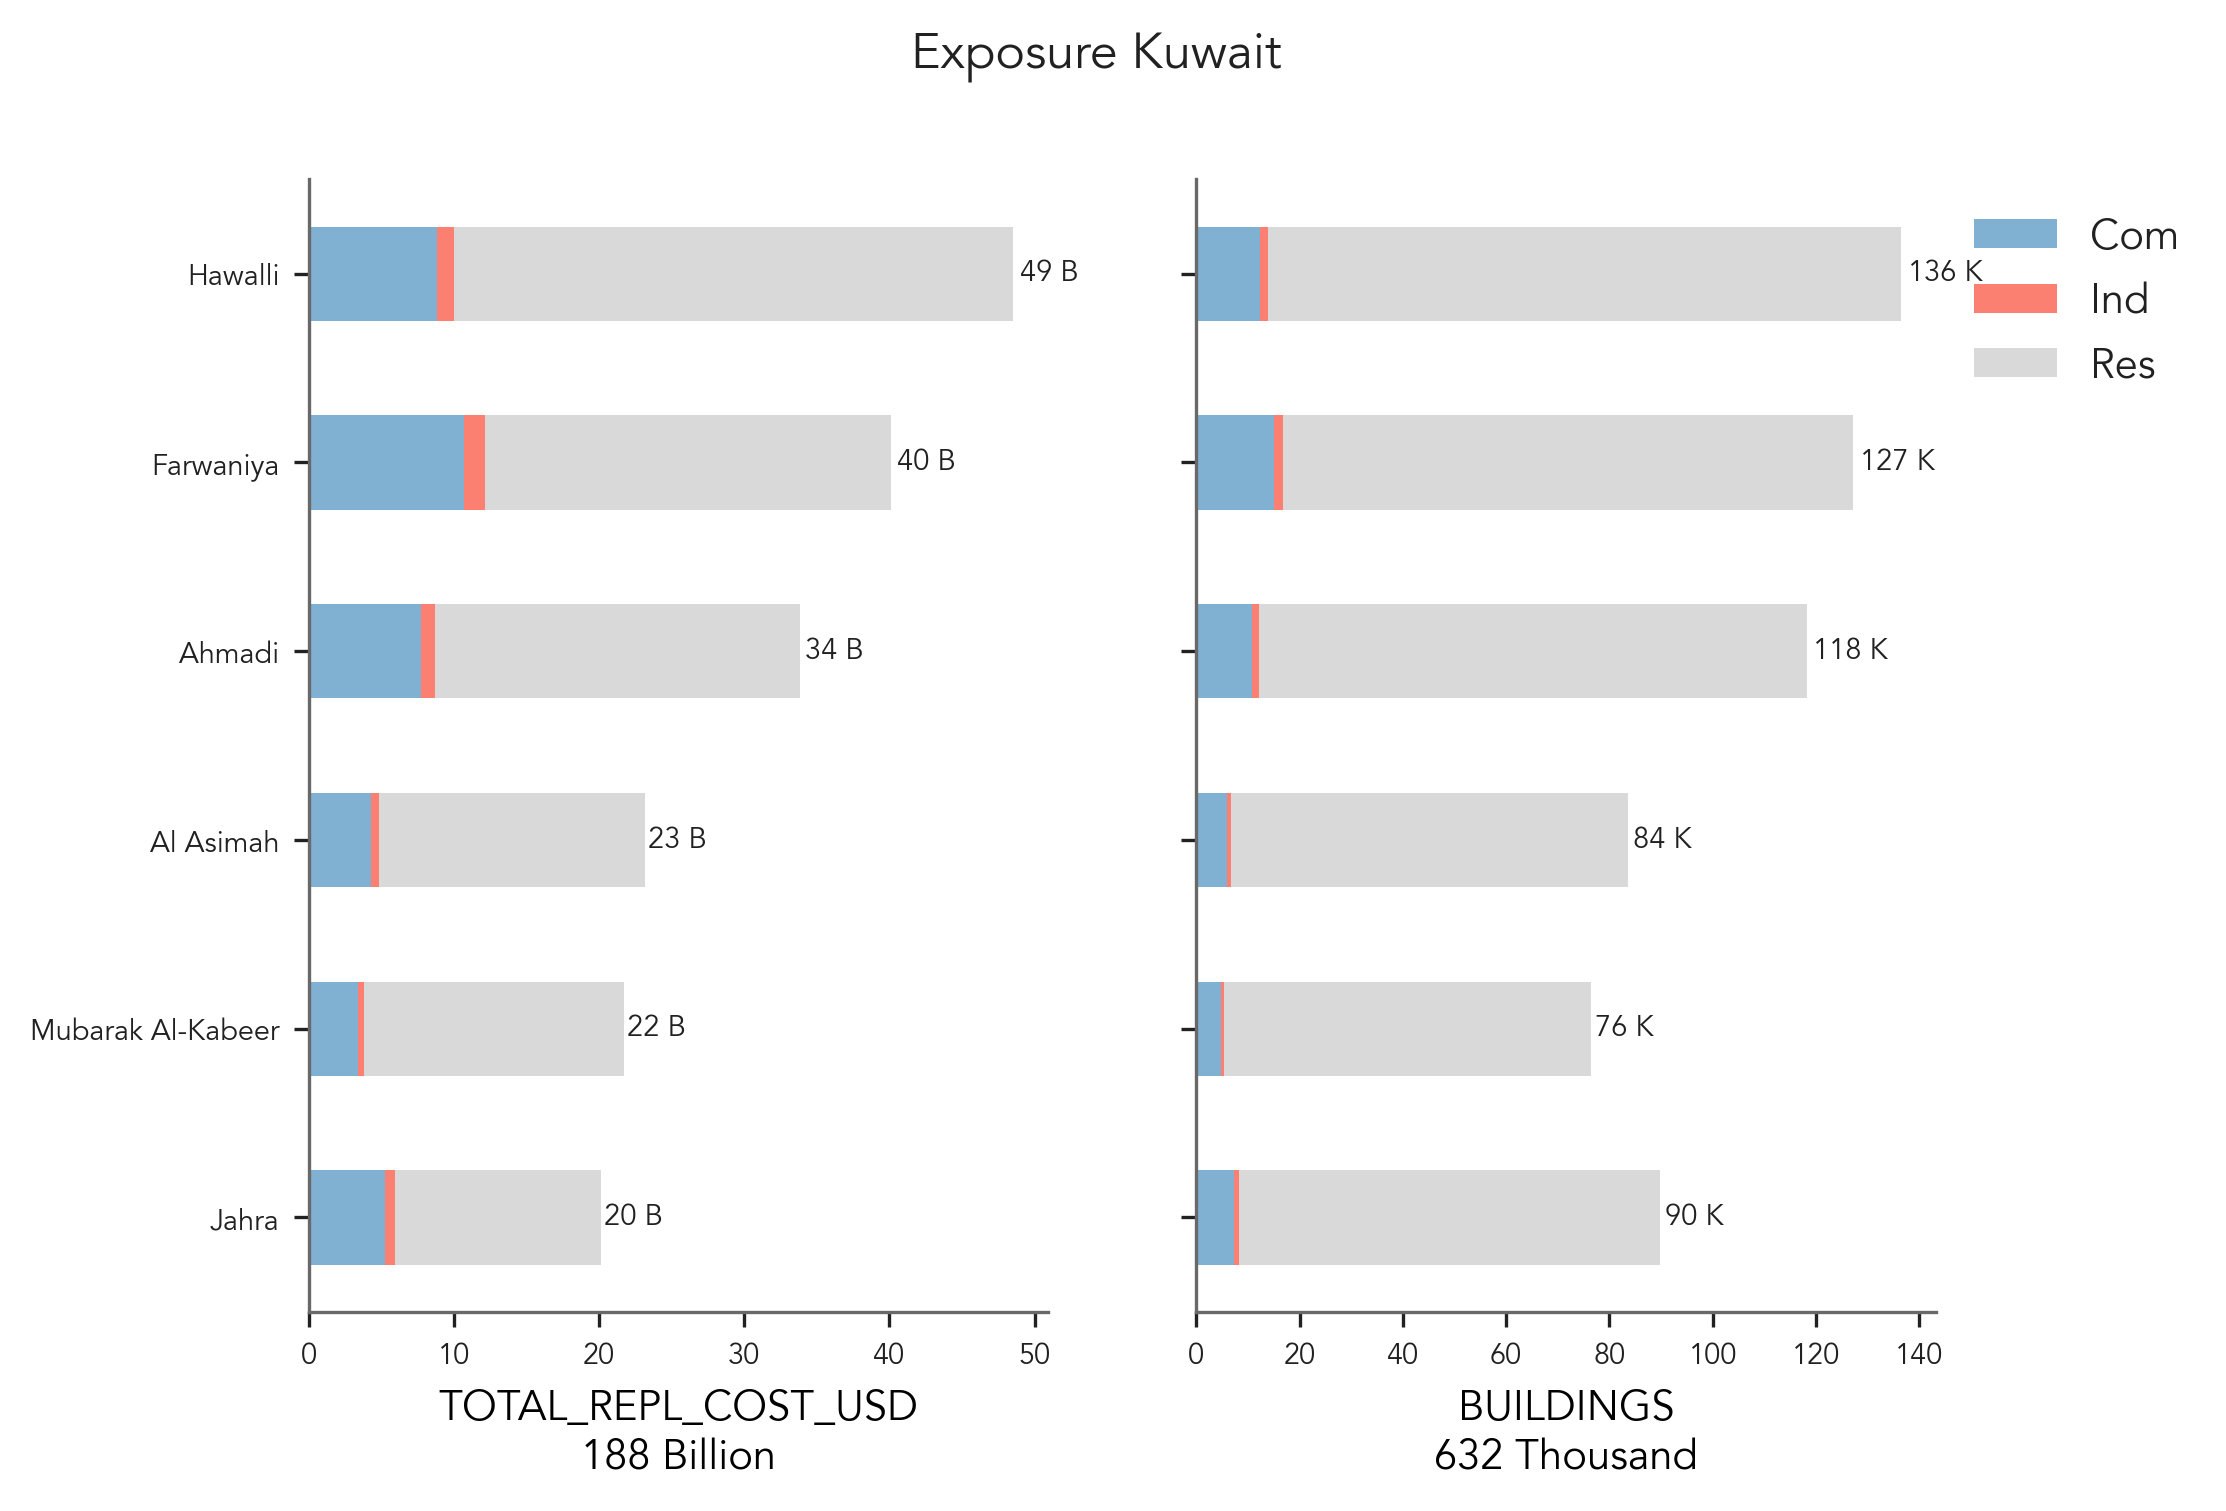 Exposure Kuwait
Hawalli
Farwaniya
Ahmadi
Al Asimah
Mubarak Al-Kabeer
Jahra
49 B
40 B
34 B
23 B
22 B
20 B
0 10 20 30 40 50
TOTAL_REPL_COST_USD
188 Billion
136 K
127 K
118 K
84 K
76 K
90 K
0 20 40 60 80 100 120 140
BUILDINGS
632 Thousand
Com
Ind
Res